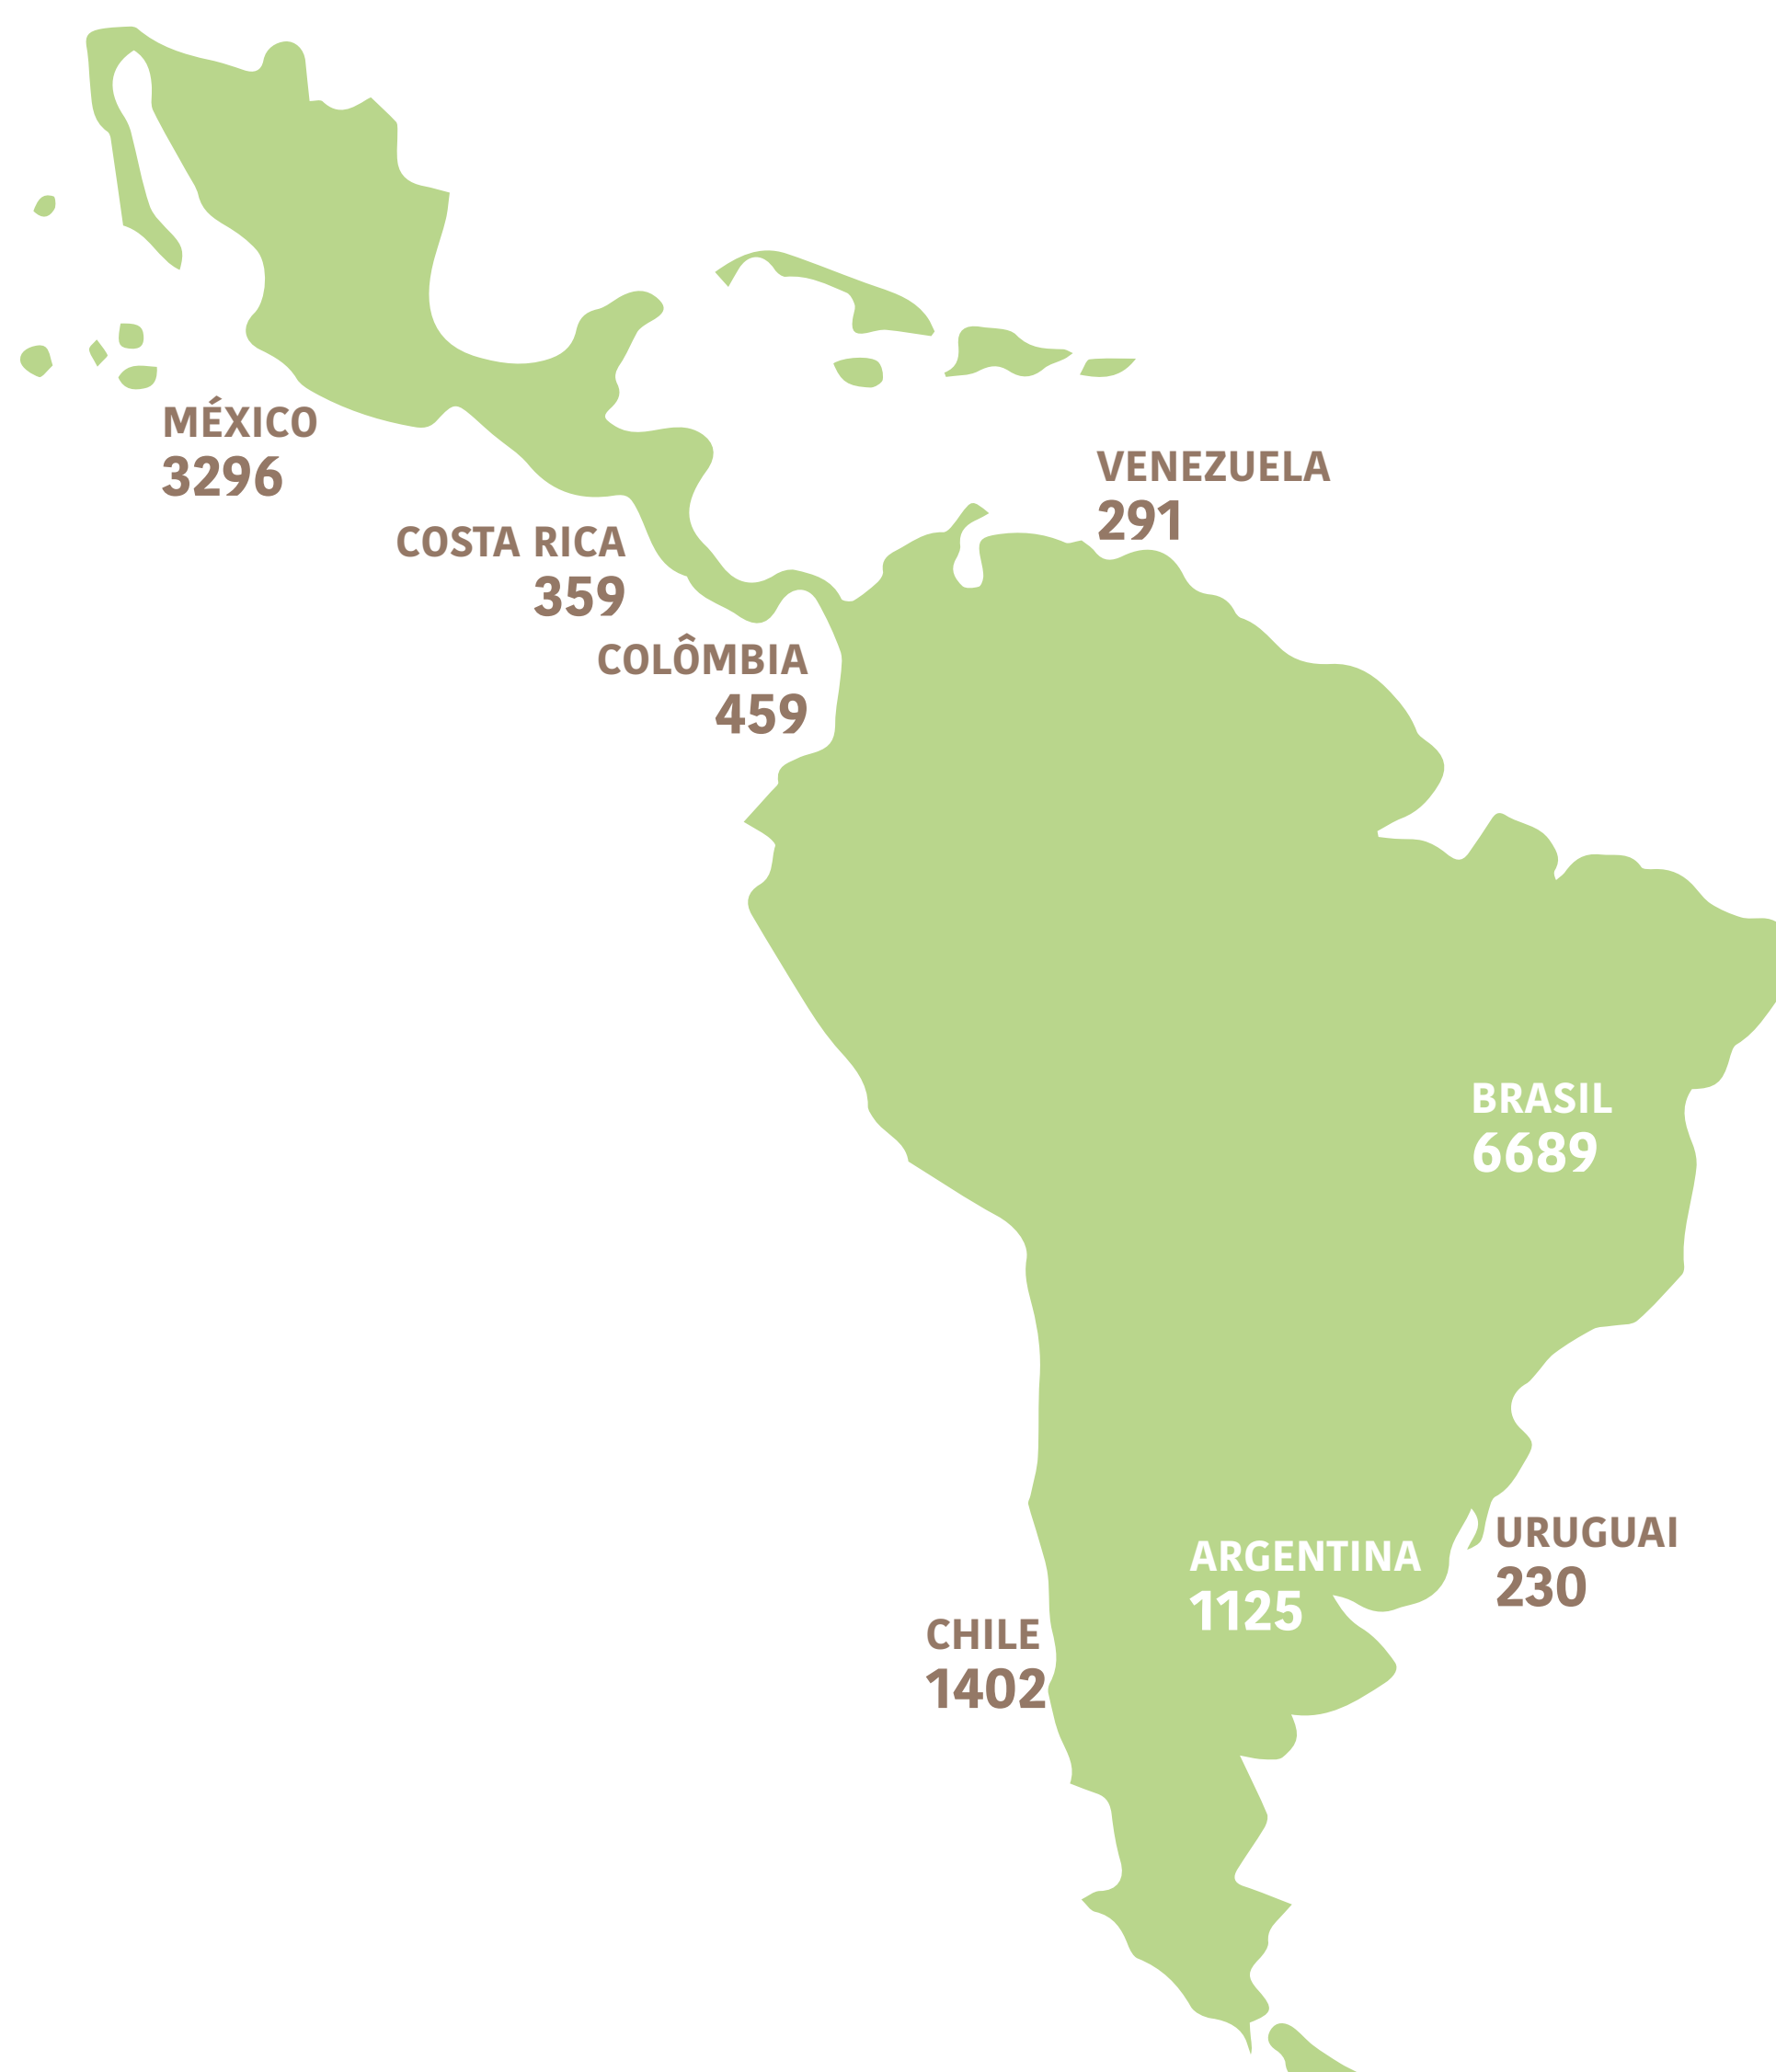 MÉXICO
3296
VENEZUELA
291
COSTA RICA
359
COLÔMBIA
459
BRASIL
6689
URUGUAI
230
ARGENTINA
1125
CHILE
1402